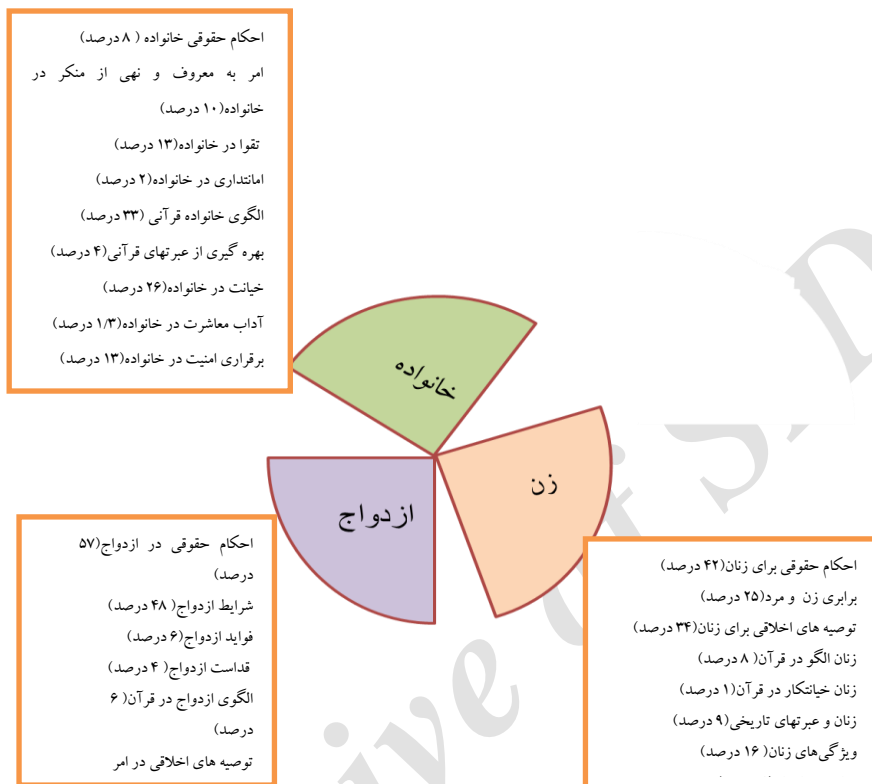 احکام حقوقی خانواده ( ۸ درصد)
امر به معروف و نهی از منکر در
خانواده(۱۰ درصد)
تقوا در خانواده(۱۳ درصد)
امانتداری در خانواده(۲ درصد)
الگوی خانواده قرآنی (۳۳ درصد)
بهره گیری از عبرتهای قرآنی(۴ درصد)
خیانت در خانواده(۲۶ درصد)
آداب معاشرت در خانواده(۱/۳ درصد)
برقراری امنیت در خانواده(۱۳ درصد)
خانواده
زن
ازدواج
احکام حقوقی در ازدواج(۵۷
درصد)
شرایط ازدواج( ۴۸ درصد)
فواید ازدواج(۶ درصد)
قداست ازدواج( ۴ درصد)
الگوی ازدواج در قرآن( ۶
درصد)
توصیه های اخلاقی در امر
احکام حقوقی برای زنان(۴۲ درصد)
برابری زن و مرد(۲۵ درصد)
توصیه های اخلاقی برای زنان(۳۴ درصد)
زنان الگو در قرآن( ۸ درصد)
زنان خیانتکار در قرآن(۱ درصد)
زنان و عبرتهای تاریخی(۹ درصد)
ویژگی‌های زنان( ۱۶ درصد)
ive of S